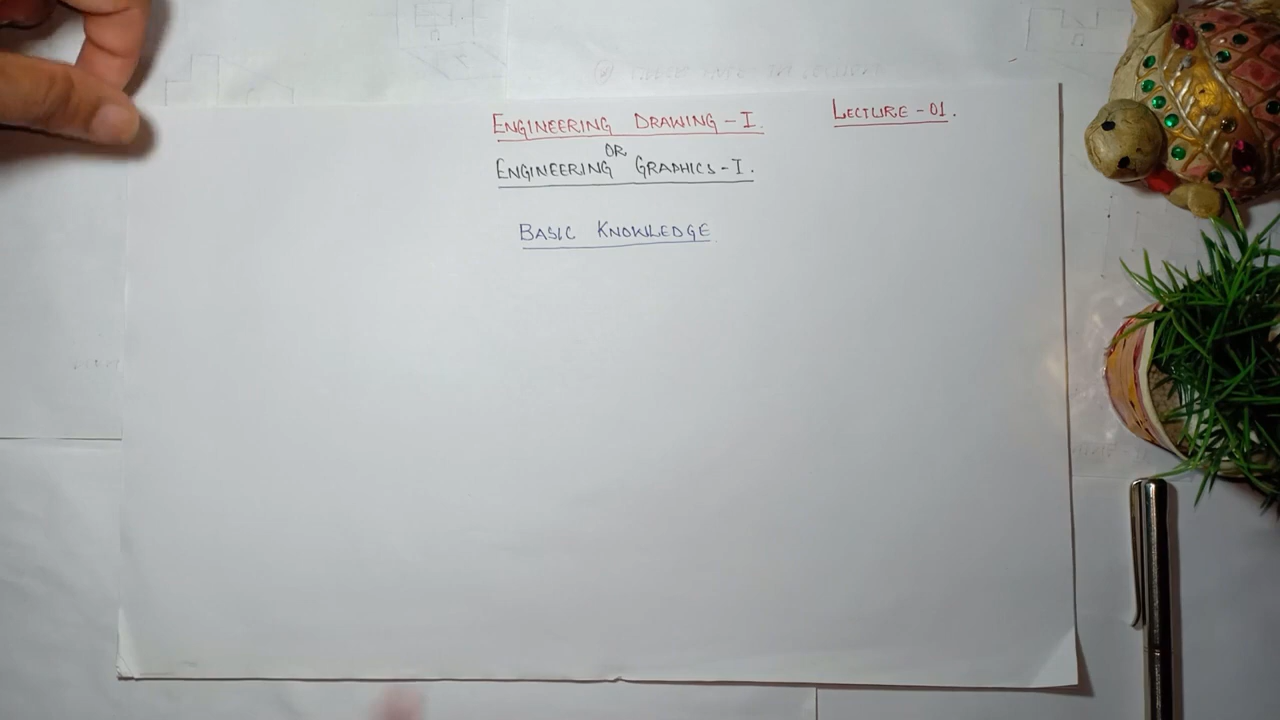 ENGINEERING DRAWING - I. LECTURE - 01.
OR
ENGINEERING GRAPHICS - I.
BASIC KNOWLEDGE